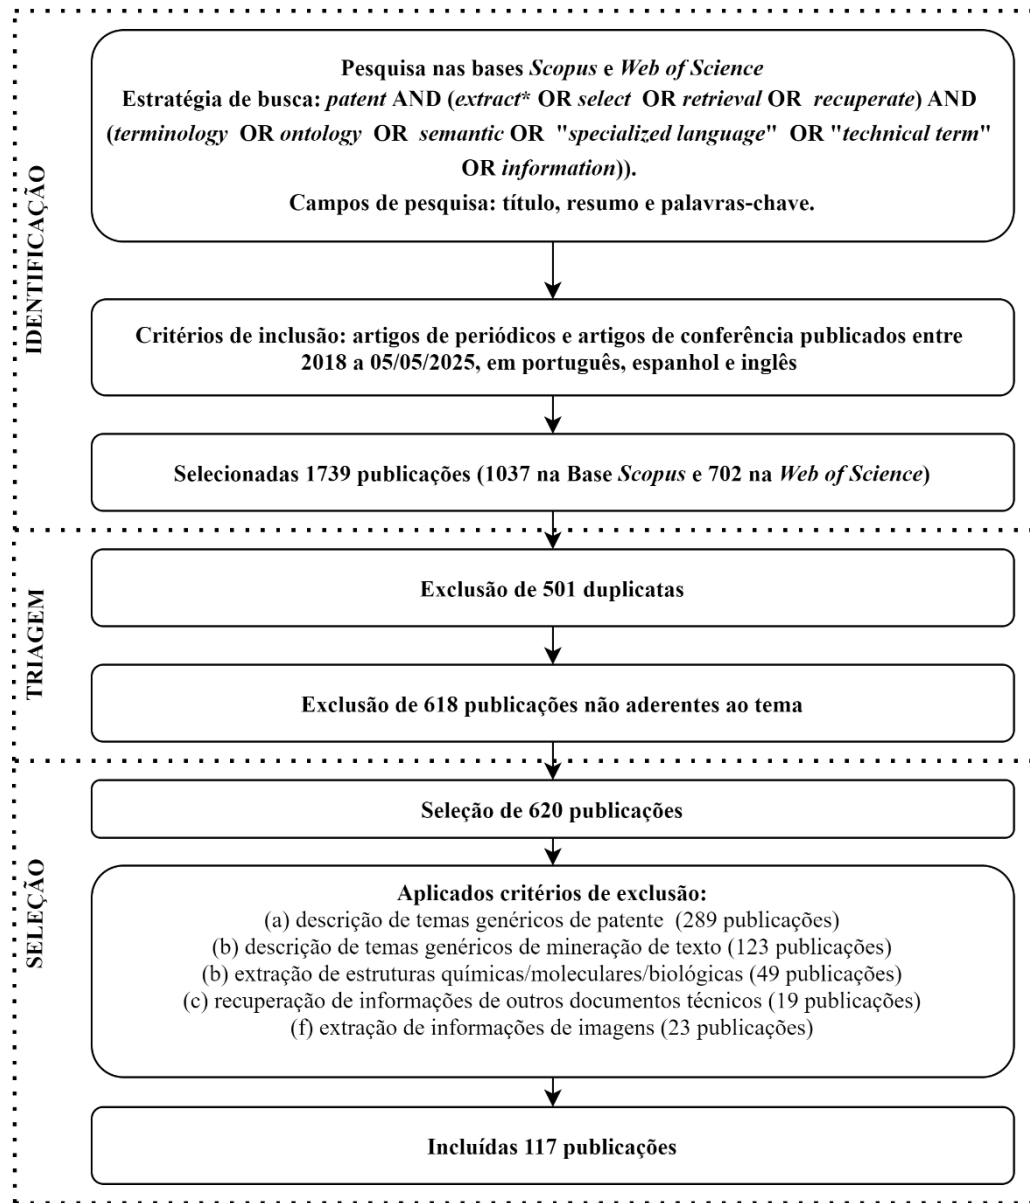 IDENTIFICAÇÃO
Pesquisa nas bases Scopus e Web of Science
Estratégia de busca: patent AND (extract* OR select OR retrieval OR recuperate) AND
(terminology OR ontology OR semantic OR "specialized language" OR "technical term"
OR information)).
Campos de pesquisa: título, resumo e palavras-chave.
Critérios de inclusão: artigos de periódicos e artigos de conferência publicados entre
2018 a 05/05/2025, em português, espanhol e inglês
Selecionadas 1739 publicações (1037 na Base Scopus e 702 na Web of Science)
TRIAGEM
Exclusão de 501 duplicatas
Exclusão de 618 publicações não aderentes ao tema
SELEÇÃO
Seleção de 620 publicações
Aplicados critérios de exclusão:
(a) descrição de temas genéricos de patente (289 publicações)
(b) descrição de temas genéricos de mineração de texto (123 publicações)
(b) extração de estruturas químicas/moleculares/biológicas (49 publicações)
(c) recuperação de informações de outros documentos técnicos (19 publicações)
(f) extração de informações de imagens (23 publicações)
Incluídas 117 publicações